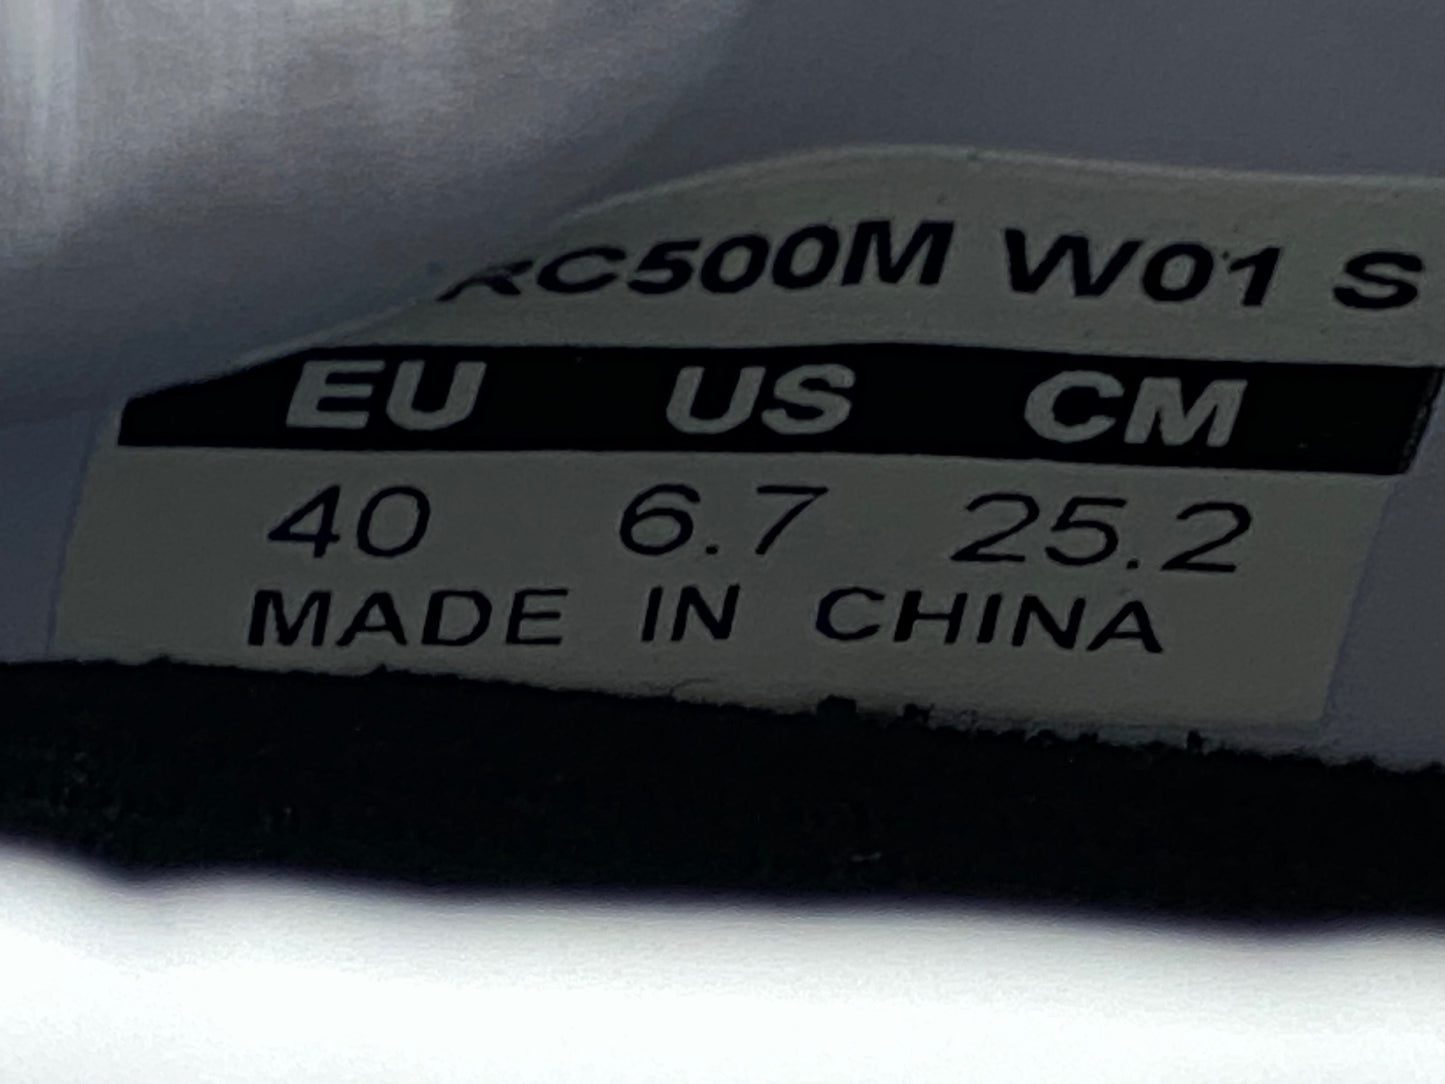 RC500M W01 S
EU US CM
40 6.7 25.2
MADE IN CHINA